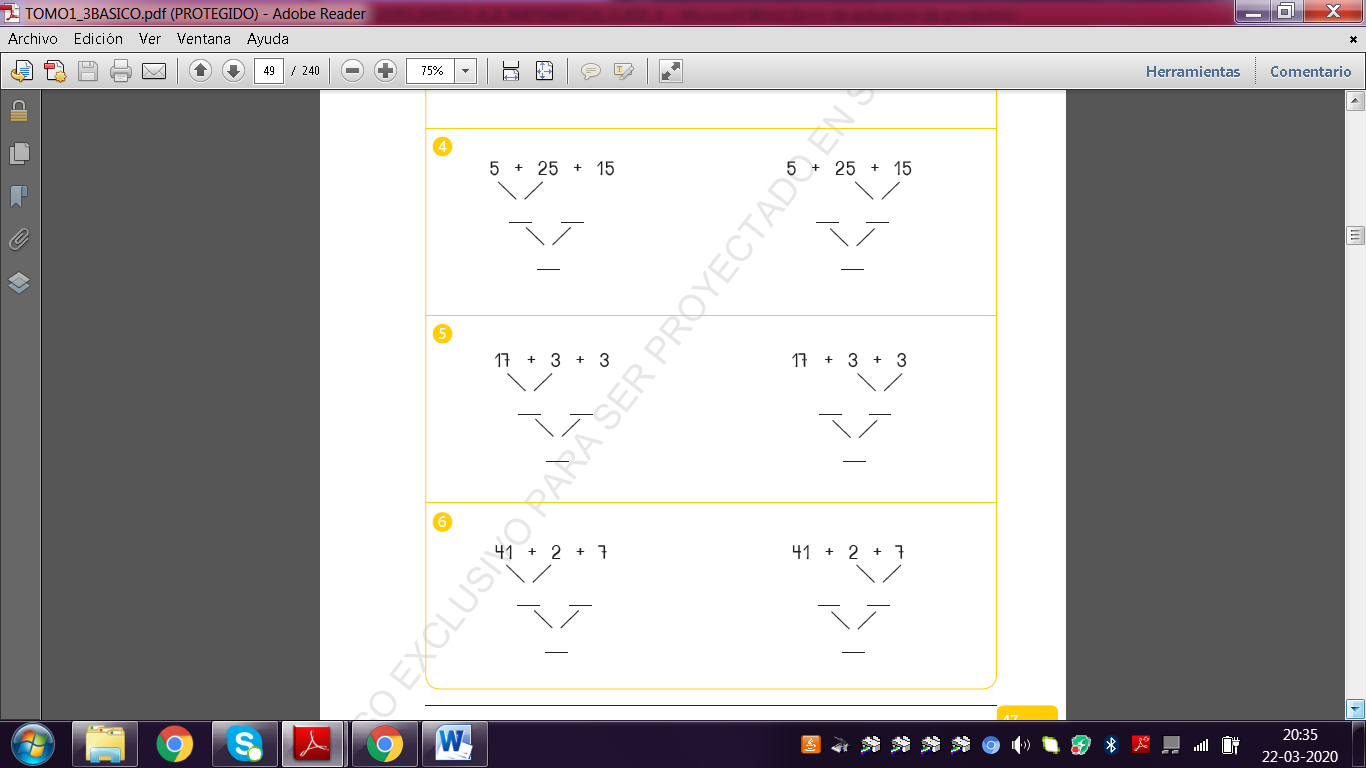 TOMO1_3BASICO.pdf (PROTEGIDO) - Adobe Reader
Archivo Edición Ver Ventana Ayuda
49 / 240 75% Herramientas Comentario
4
5 + 25 + 15 5 + 25 + 15
5
17 + 3 + 3 17 + 3 + 3
6
41 + 2 + 7 41 + 2 + 7
CO EXCLUSIVO PARA SER PROYECTADO EN S
47
20:35
22-03-2020